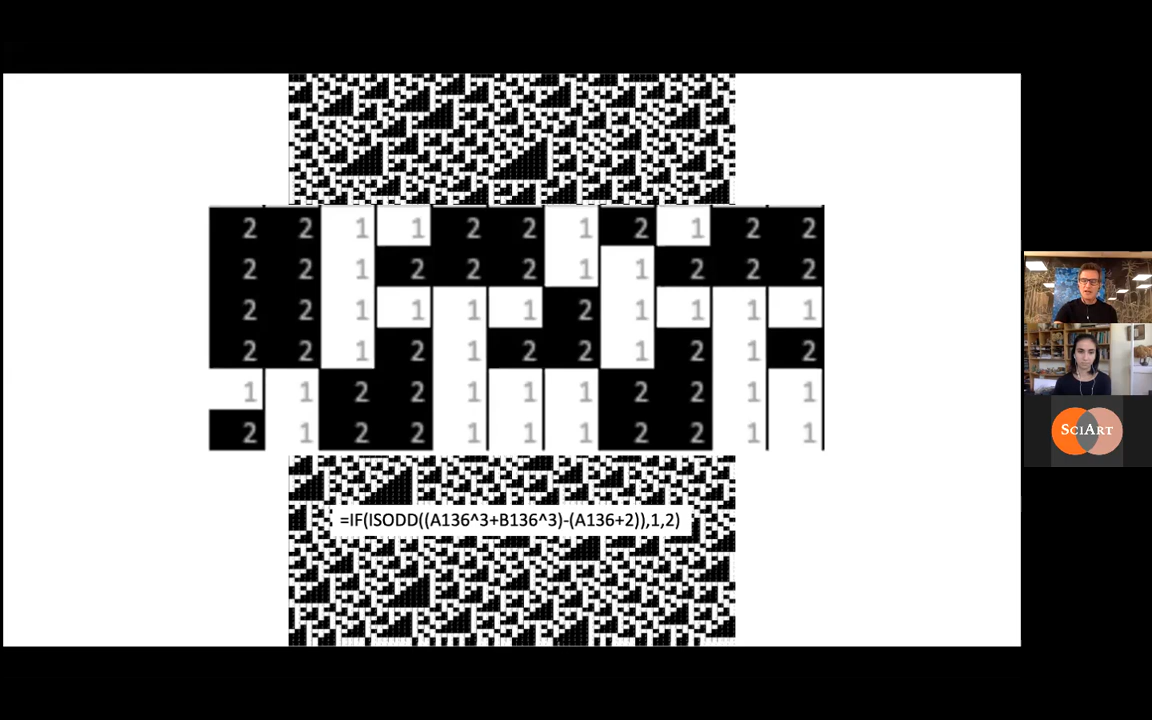 2 2 1 1 2 2 1 2 1 2 2
2 2 1 2 2 2 1 1 2 2 2
2 2 1 1 1 1 2 1 1 1 1
2 2 1 2 1 2 2 1 2 1 2
1 1 2 2 1 1 1 2 2 1 1
2 1 2 2 1 1 1 2 2 1 1
=IF(ISODD((A136^3+B136^3)-(A136+2)),1,2)
SCIART